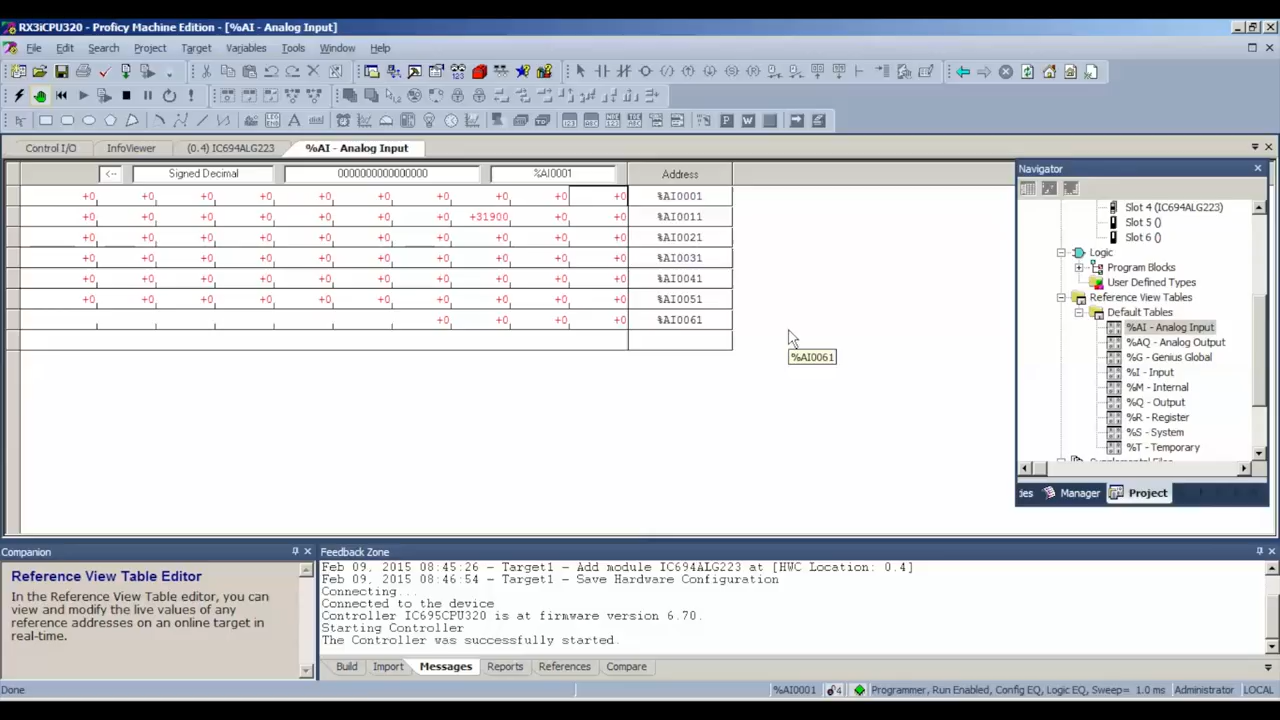 RX3iCPU320 - Proficy Machine Edition - [%AI - Analog Input]
File Edit Search Project Target Variables Tools Window Help
Control I/O InfoViewer (0.4) IC694ALG223 %AI - Analog Input
<-- Signed Decimal 0000000000000000 %AI0001 Address
+0 +0 +0 +0 +0 +0 +0 +0 +0 +0 %AI0001
+0 +0 +0 +0 +0 +0 +0 +31900 +0 +0 %AI0011
+0 +0 +0 +0 +0 +0 +0 +0 +0 +0 %AI0021
+0 +0 +0 +0 +0 +0 +0 +0 +0 +0 %AI0031
+0 +0 +0 +0 +0 +0 +0 +0 +0 +0 %AI0041
+0 +0 +0 +0 +0 +0 +0 +0 +0 +0 %AI0051
+0 +0 +0 +0 %AI0061
%AI0061
Navigator
Slot 4 (IC694ALG223)
Slot 5 ()
Slot 6 ()
Logic
Program Blocks
User Defined Types
Reference View Tables
Default Tables
%AI - Analog Input
%AQ - Analog Output
%G - Genius Global
%I - Input
%M - Internal
%Q - Output
%R - Register
%S - System
%T - Temporary
ies Manager Project
Companion
Reference View Table Editor
In the Reference View Table editor, you can
view and modify the live values of any
reference addresses on an online target in
real-time.
Feedback Zone
Feb 09, 2015 08:45:26 - Target1 - Add module IC694ALG223 at [HWC Location: 0.4]
Feb 09, 2015 08:46:54 - Target1 - Save Hardware Configuration
Connecting...
Connected to the device
Controller IC695CPU320 is at firmware version 6.70.
Starting Controller
The Controller was successfully started.
Build Import Messages Reports References Compare
Done %AI0001 4 Programmer, Run Enabled, Config EQ, Logic EQ, Sweep= 1.0 ms Administrator LOCAL